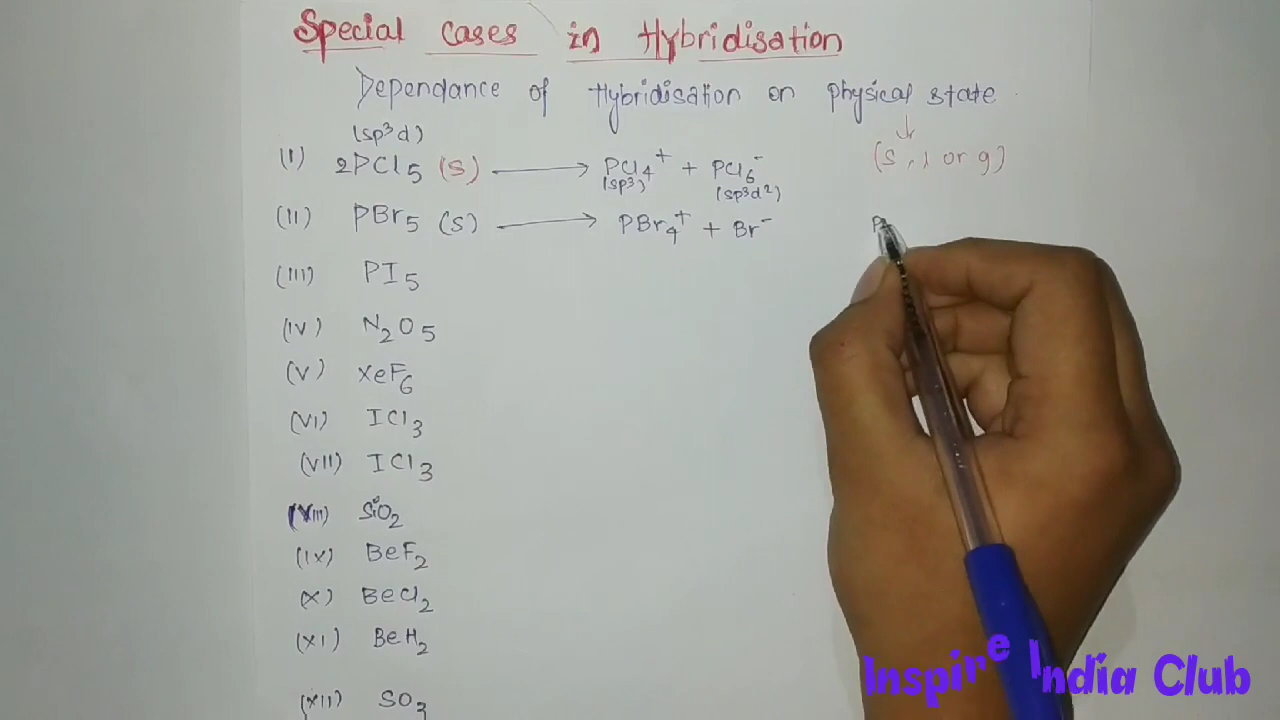 Special cases in Hybridisation
Dependance of Hybridisation on physical state
(sp³d)
(s, l or g)
(I) 2PCl₅ (s) ⟶ PCl₄⁺ + PCl₆⁻
(sp³) (sp³d²)
(II) PBr₅ (s) ⟶ PBr₄⁺ + Br⁻
(III) PI₅
(IV) N₂O₅
(V) XeF₆
(VI) ICl₃
(VII) ICl₃
(VIII) SiO₂
(IX) BeF₂
(X) BeCl₂
(XI) BeH₂
(XII) SO₃
Inspire India Club